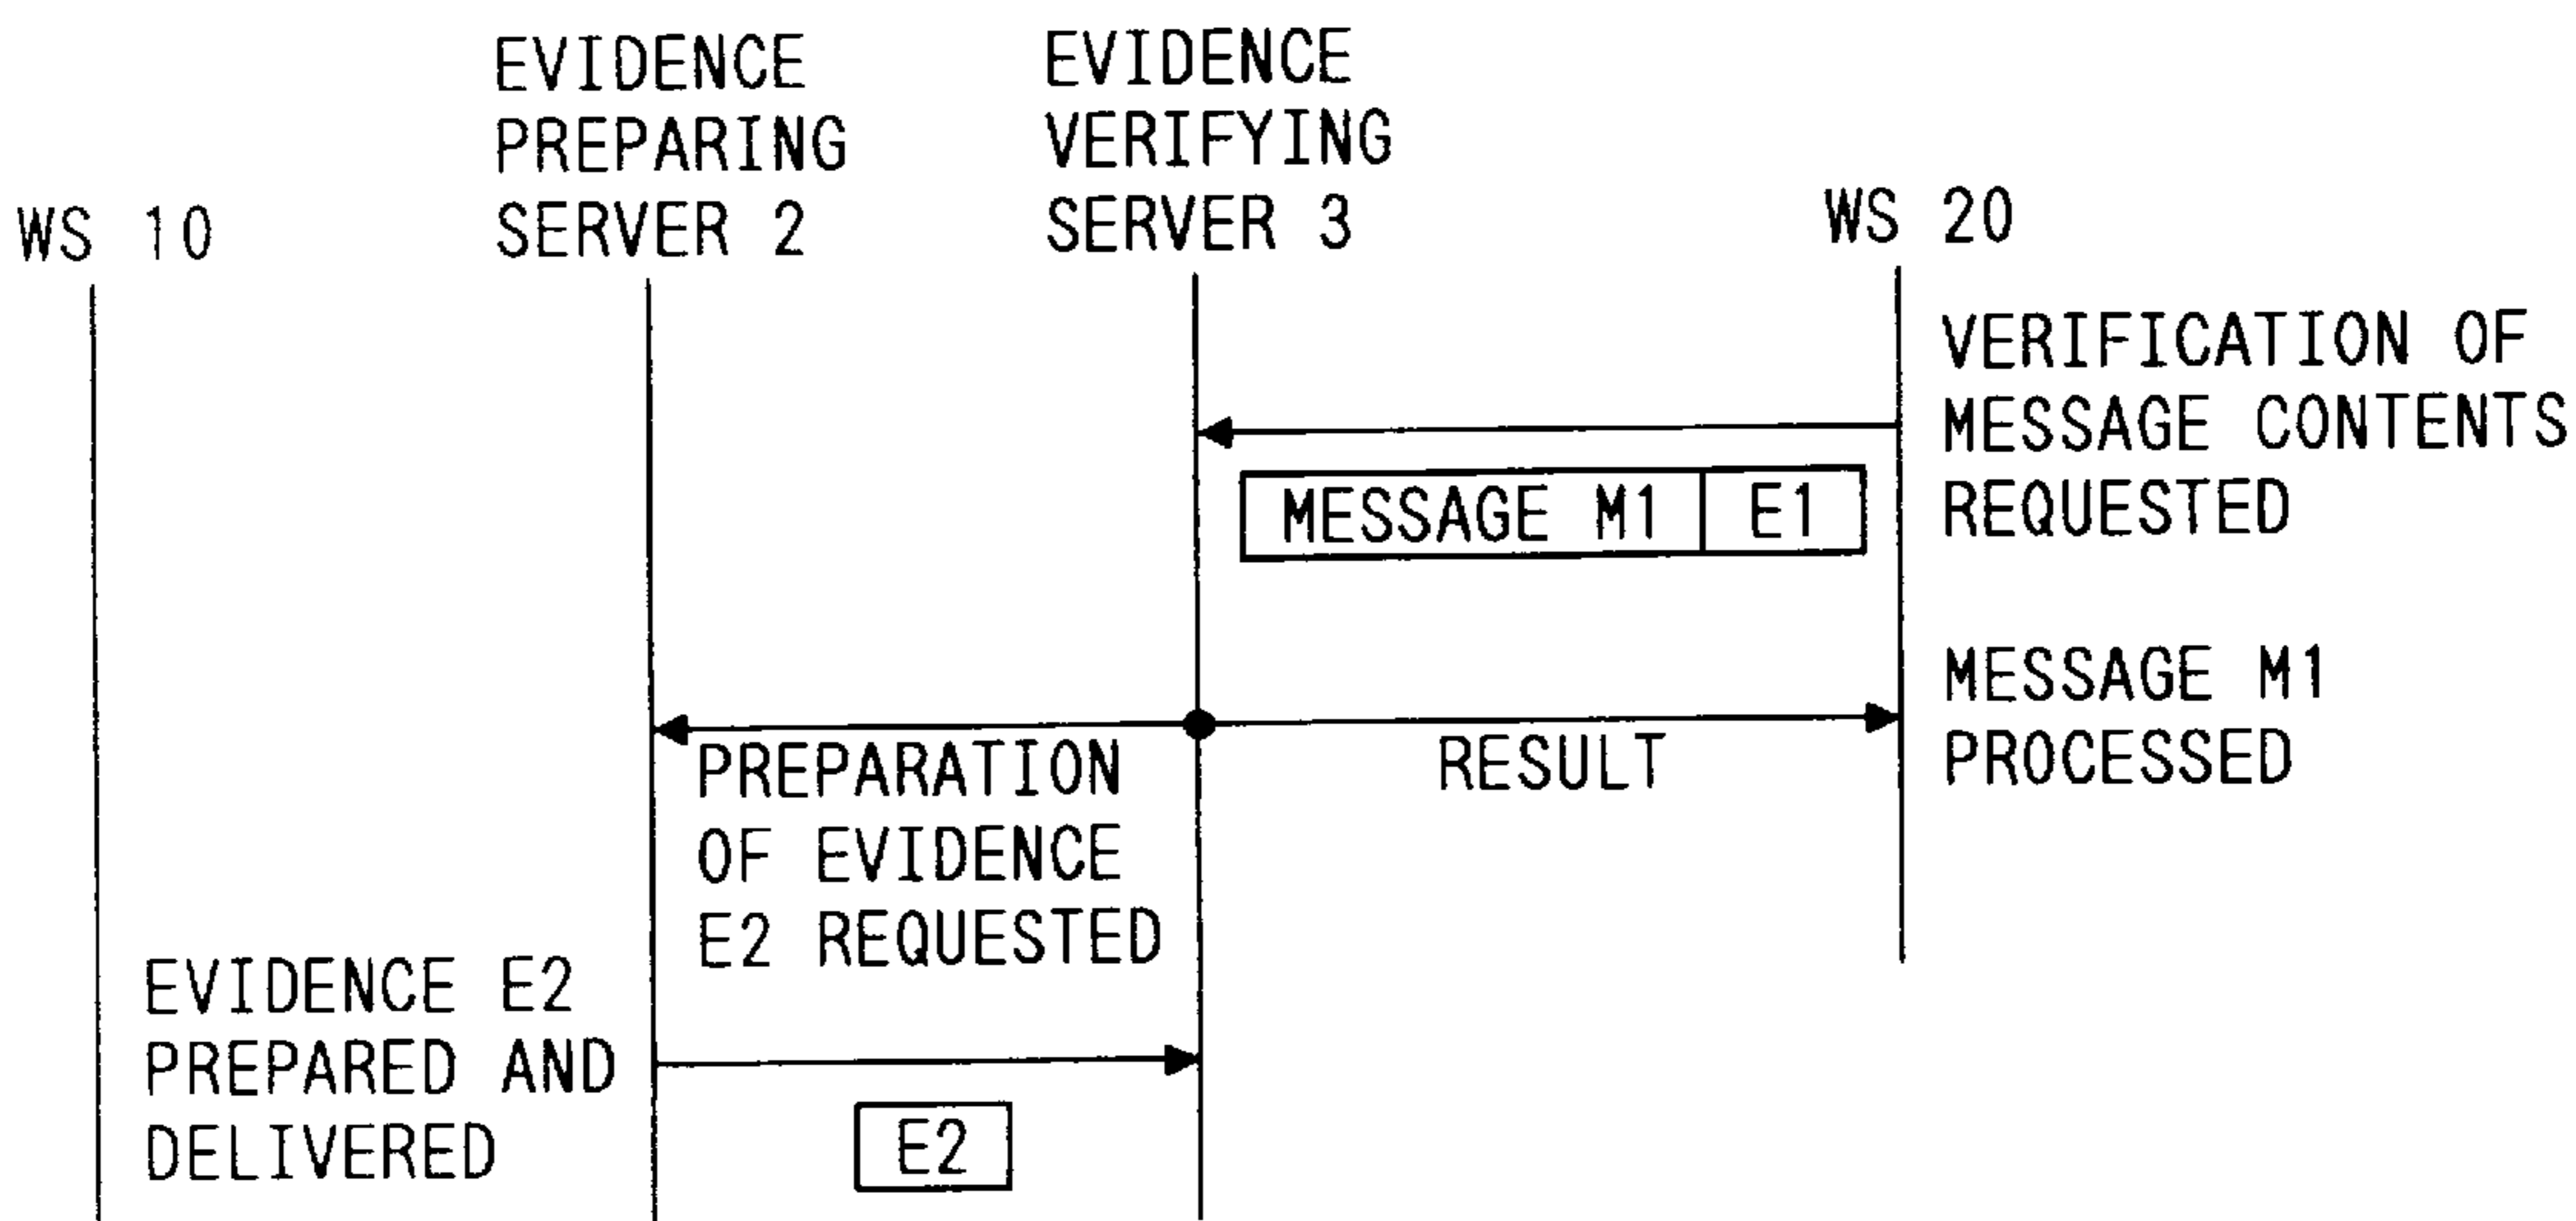 WS 10
EVIDENCE
PREPARING
SERVER 2
EVIDENCE
VERIFYING
SERVER 3
WS 20
VERIFICATION OF
MESSAGE CONTENTS
REQUESTED
MESSAGE M1 E1
MESSAGE M1
PROCESSED
RESULT
PREPARATION
OF EVIDENCE
E2 REQUESTED
EVIDENCE E2
PREPARED AND
DELIVERED
E2